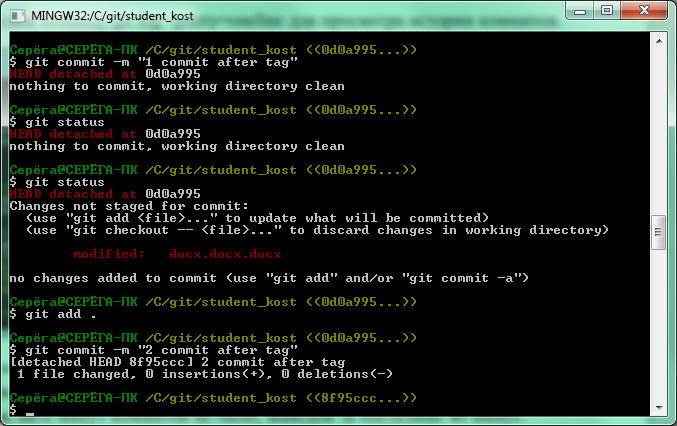 MINGW32:/C/git/student_kost
Серёга@СЕРЁГА-ПК /C/git/student_kost ((0d0a995...))
$ git commit -m "1 commit after tag"
HEAD detached at 0d0a995
nothing to commit, working directory clean
Серёга@СЕРЁГА-ПК /C/git/student_kost ((0d0a995...))
$ git status
HEAD detached at 0d0a995
nothing to commit, working directory clean
Серёга@СЕРЁГА-ПК /C/git/student_kost ((0d0a995...))
$ git status
HEAD detached at 0d0a995
Changes not staged for commit:
(use "git add <file>..." to update what will be committed)
(use "git checkout -- <file>..." to discard changes in working directory)
modified: docx.docx.docx
no changes added to commit (use "git add" and/or "git commit -a")
Серёга@СЕРЁГА-ПК /C/git/student_kost ((0d0a995...))
$ git add .
Серёга@СЕРЁГА-ПК /C/git/student_kost ((0d0a995...))
$ git commit -m "2 commit after tag"
[detached HEAD 8f95ccc] 2 commit after tag
1 file changed, 0 insertions(+), 0 deletions(-)
Серёга@СЕРЁГА-ПК /C/git/student_kost ((8f95ccc...))
$ _